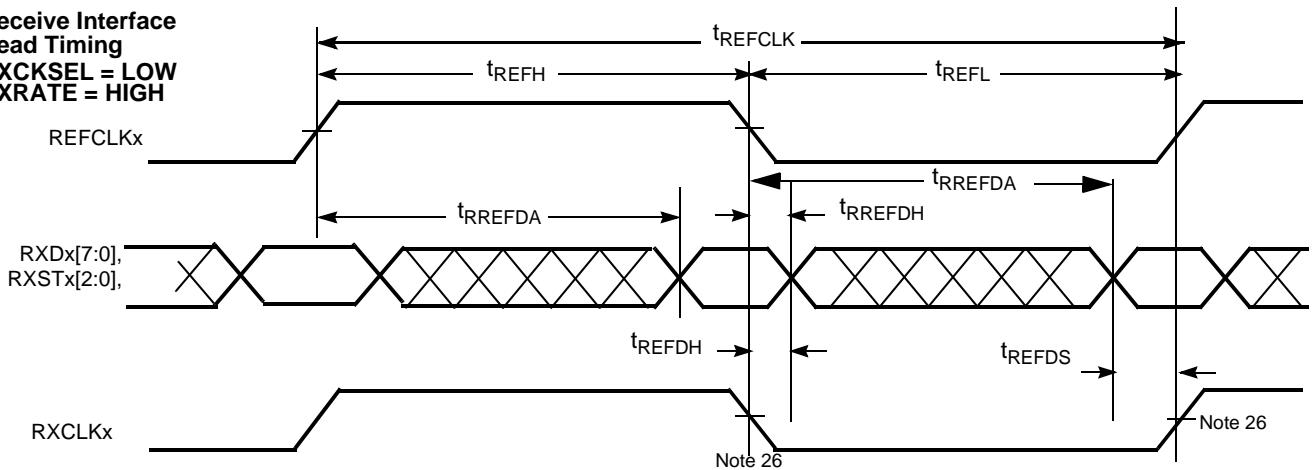 eceive Interface
ead Timing
XCKSEL = LOW
XRATE = HIGH
tREFCLK
tREFH
tREFL
REFCLKx
tRREFDA
tRREFDA
tRREFDH
RXDx[7:0],
RXSTx[2:0],
tREFDH
tREFDS
RXCLKx
Note 26
Note 26